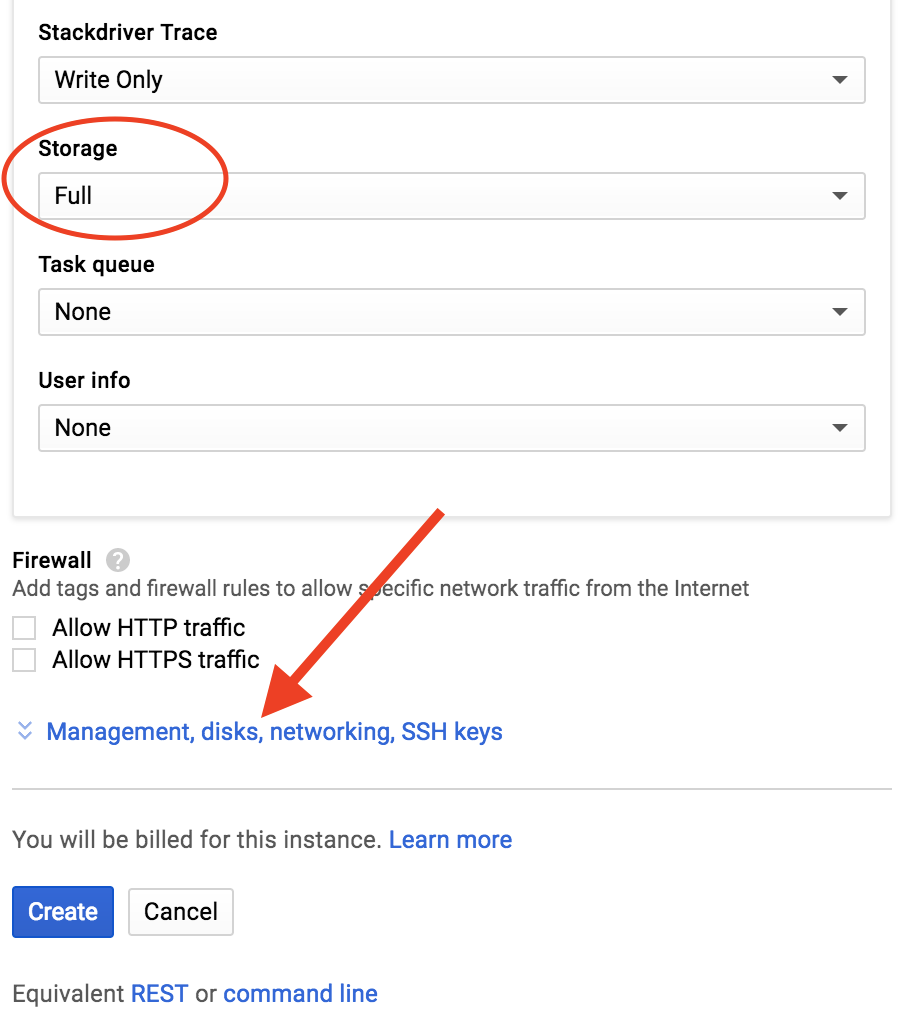 Stackdriver Trace
Write Only
Storage
Full
Task queue
None
User info
None
Firewall ?
Add tags and firewall rules to allow specific network traffic from the Internet
Allow HTTP traffic
Allow HTTPS traffic
Management, disks, networking, SSH keys
You will be billed for this instance. Learn more
Create Cancel
Equivalent REST or command line